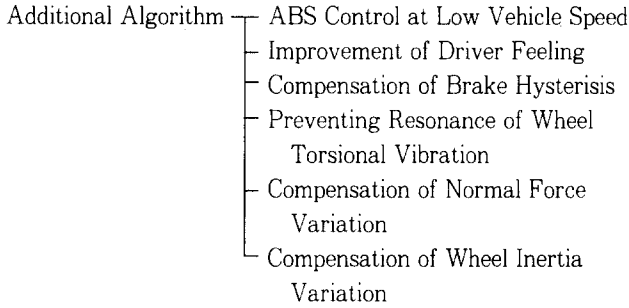 Additional Algorithm ABS Control at Low Vehicle Speed
Improvement of Driver Feeling
Compensation of Brake Hysterisis
Preventing Resonance of Wheel
Torsional Vibration
Compensation of Normal Force
Variation
Compensation of Wheel Inertia
Variation